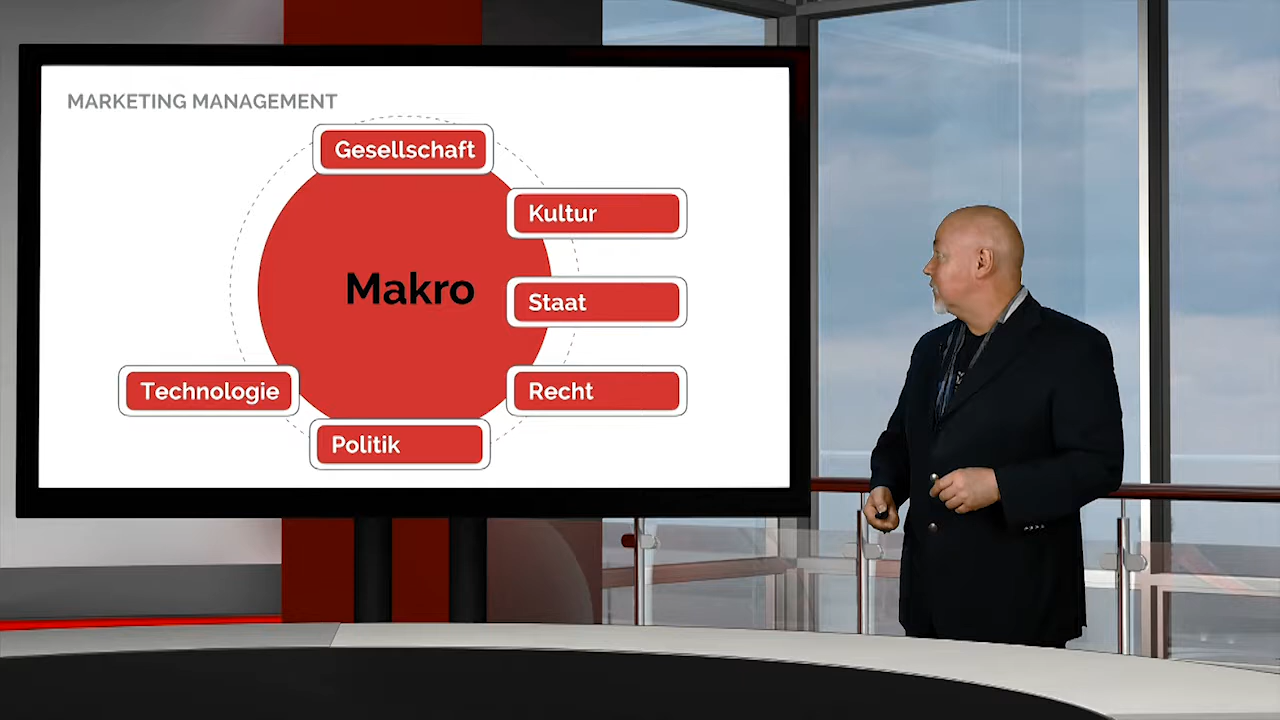 MARKETING MANAGEMENT
Gesellschaft
Kultur
Makro
Staat
Technologie
Recht
Politik